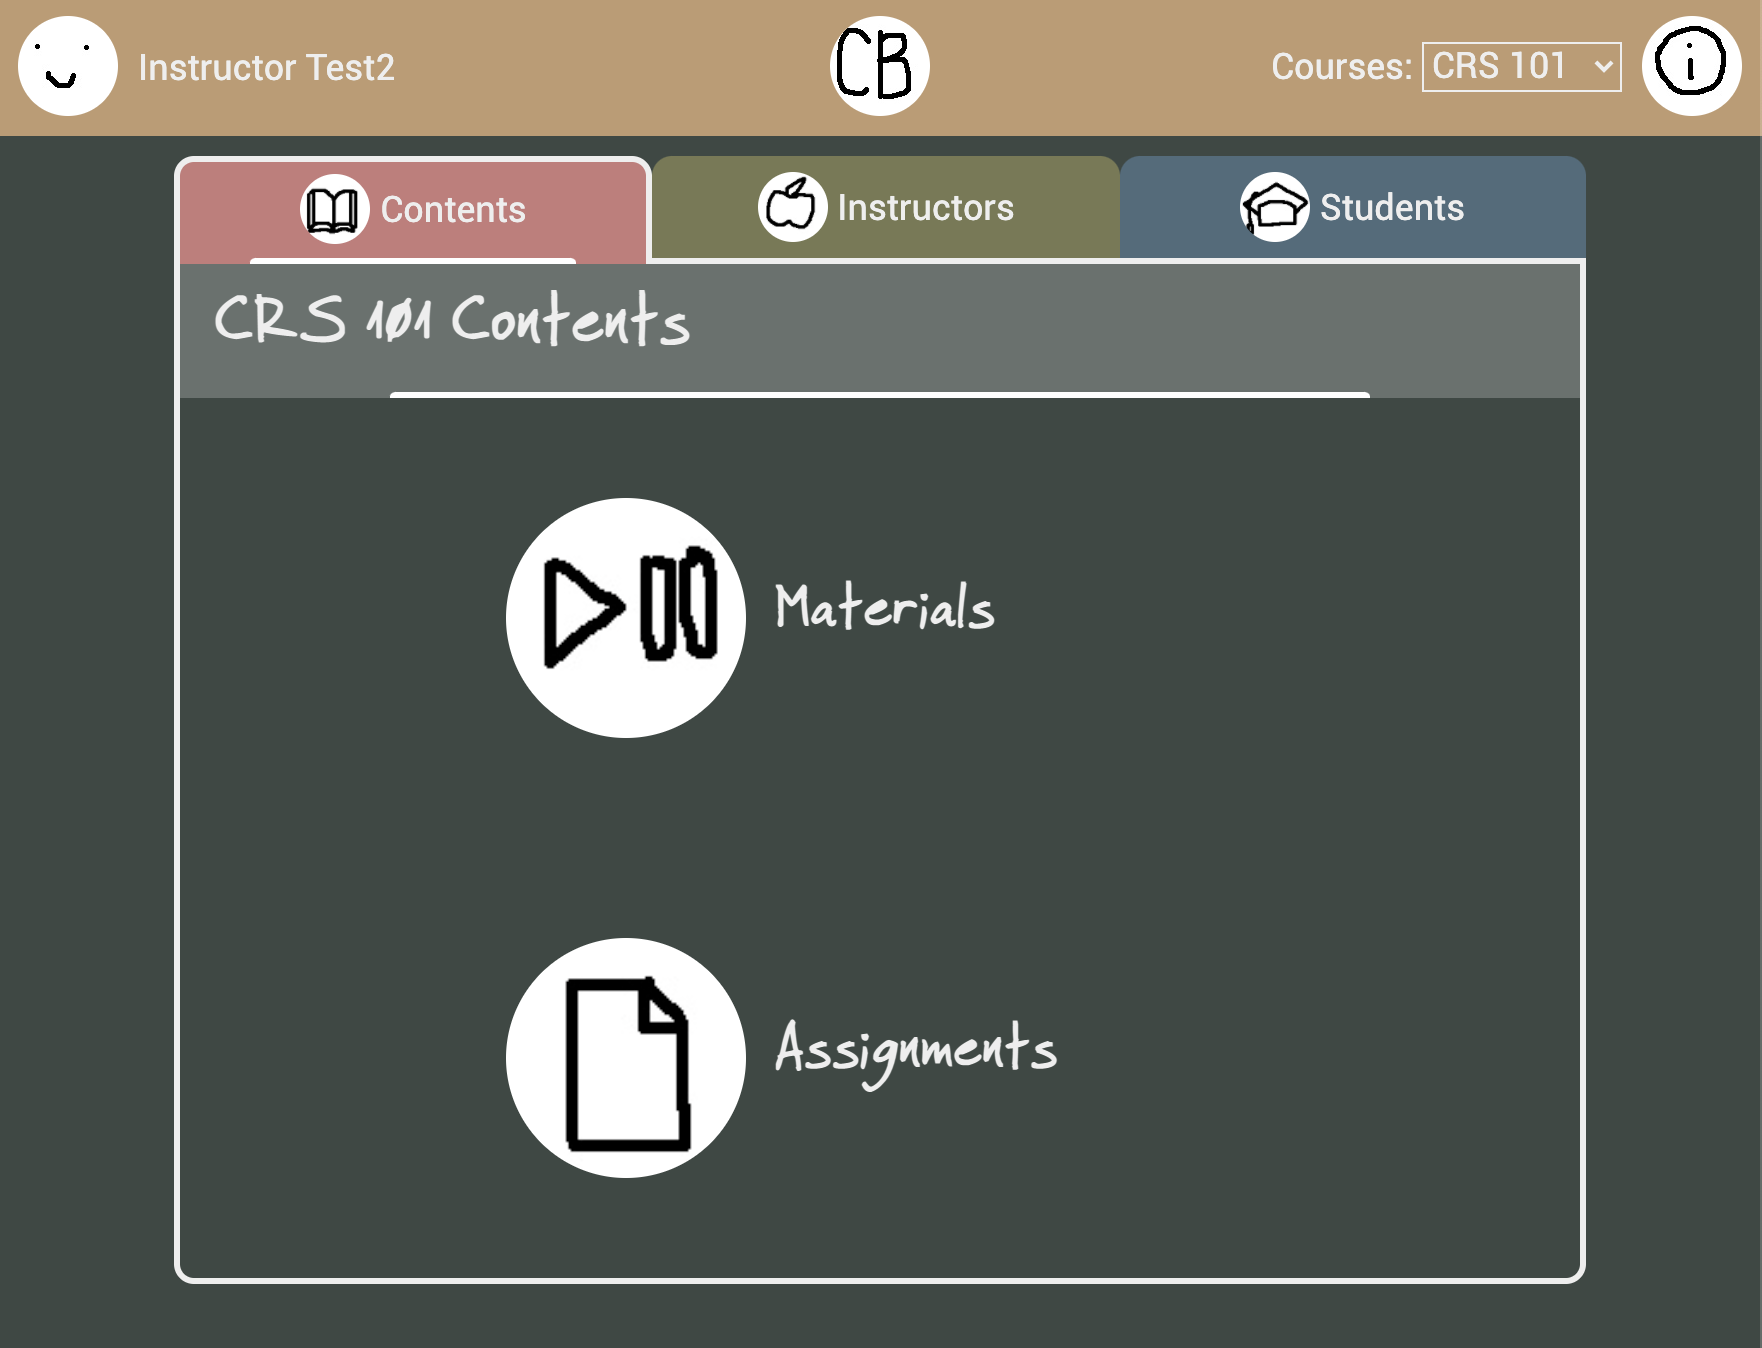 Instructor Test2
CB
Courses: CRS 101
i
Contents
Instructors
Students
CRS 101 Contents
Materials
Assignments